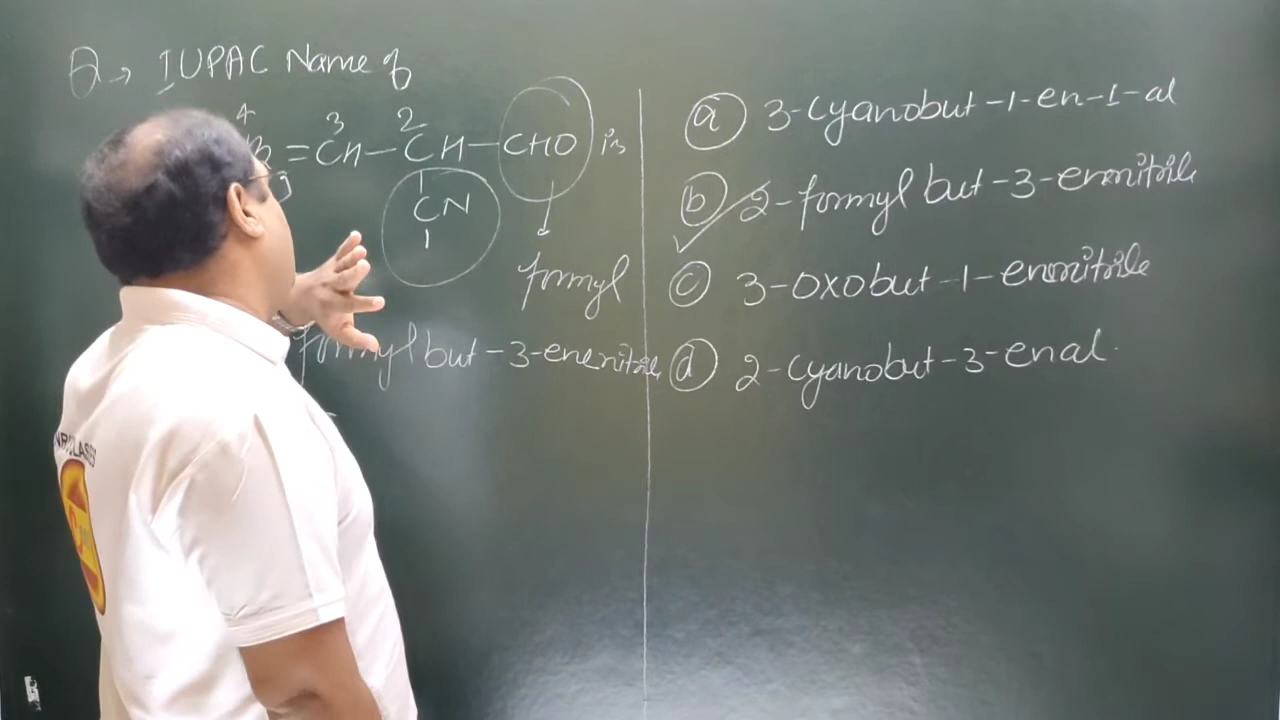 Q → IUPAC Name of
4 3 2
= CH — CH — CHO is
CN
1
formyl
formyl but-3-enenitrile
a 3-cyanobut-1-en-1-al
b 2-formyl but-3-enenitrile
c 3-oxobut-1-enenitrile
d 2-cyanobut-3-enal.